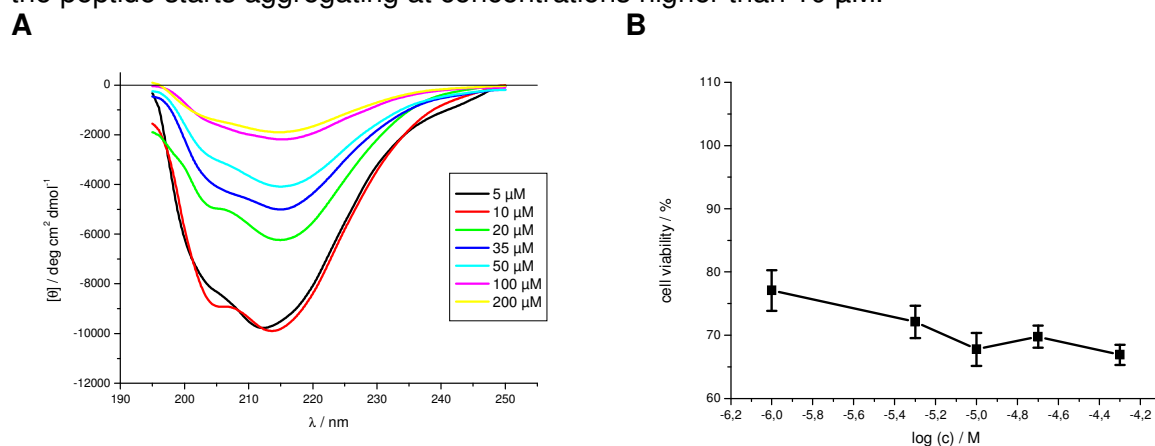 the peptide starts aggregating at concentrations higher than 10 µM.
A
B
0
-2000
-4000
-6000
-8000
-10000
-12000
[θ] / deg cm² dmol⁻¹
190
200
210
220
230
240
250
λ / nm
5 µM
10 µM
20 µM
35 µM
50 µM
100 µM
200 µM
110
100
90
80
70
60
cell viability / %
-6,2
-6,0
-5,8
-5,6
-5,4
-5,2
-5,0
-4,8
-4,6
-4,4
-4,2
log (c) / M